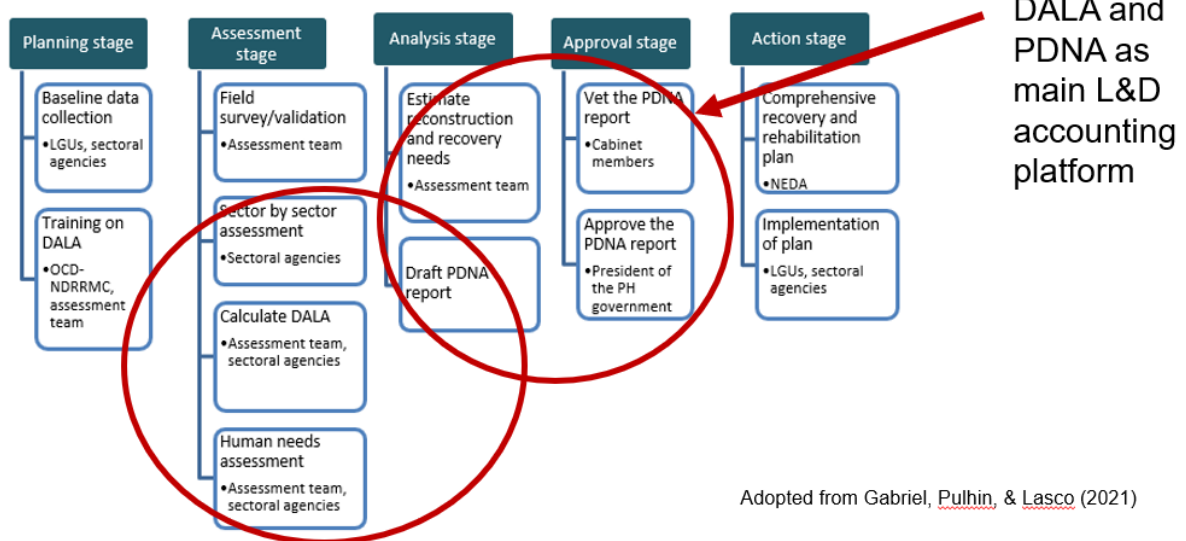 Planning stage
Baseline data
collection
•LGUs, sectoral
agencies
Training on
DALA
•OCD-
NDRRMC,
assessment
team
Assessment
stage
Field
survey/validation
•Assessment team
Sector by sector
assessment
•Sectoral agencies
Calculate DALA
•Assessment team,
sectoral agencies
Human needs
assessment
•Assessment team,
sectoral agencies
Analysis stage
Estimate
reconstruction
and recovery
needs
•Assessment team
Draft PDNA
report
Approval stage
Vet the PDNA
report
•Cabinet
members
Approve the
PDNA report
•President of
the PH
government
Action stage
Comprehensive
recovery and
rehabilitation
plan
•NEDA
Implementation
of plan
•LGUs, sectoral
agencies
DALA and
PDNA as
main L&D
accounting
platform
Adopted from Gabriel, Pulhin, & Lasco (2021)